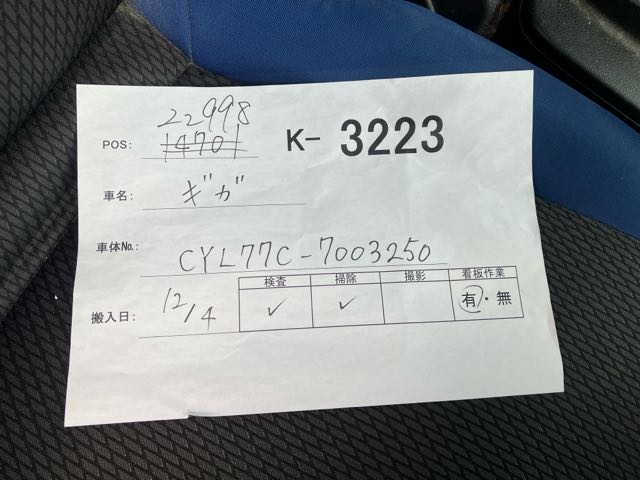 22998
POS: 14701 K- 3223
車名: ギガ
車体No.: CYL77C-7003250
検査 掃除 撮影 看板作業
搬入日: 12/4 ✓ ✓ 有・無